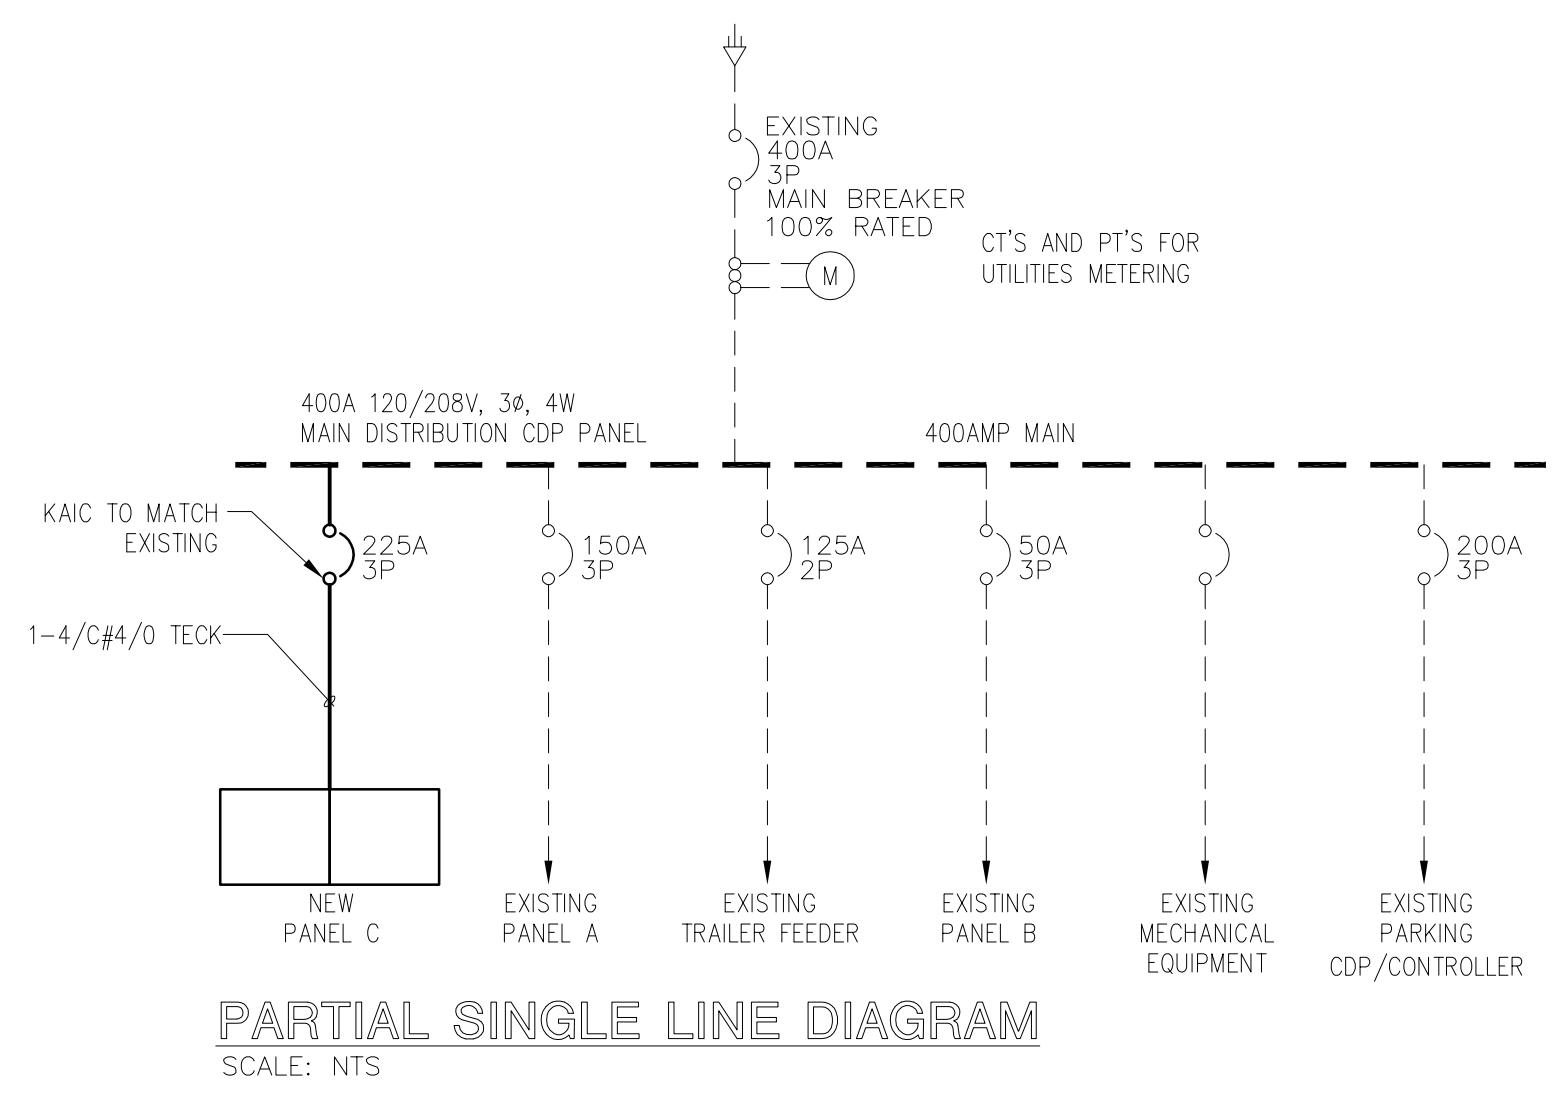 EXISTING
400A
3P
MAIN BREAKER
100% RATED
CT'S AND PT'S FOR
UTILITIES METERING
M
400A 120/208V, 3ø, 4W
MAIN DISTRIBUTION CDP PANEL
400AMP MAIN
KAIC TO MATCH
EXISTING
225A
3P
150A
3P
125A
2P
50A
3P
200A
3P
1-4/C#4/0 TECK
NEW
PANEL C
EXISTING
PANEL A
EXISTING
TRAILER FEEDER
EXISTING
PANEL B
EXISTING
MECHANICAL
EQUIPMENT
EXISTING
PARKING
CDP/CONTROLLER
PARTIAL SINGLE LINE DIAGRAM
SCALE: NTS